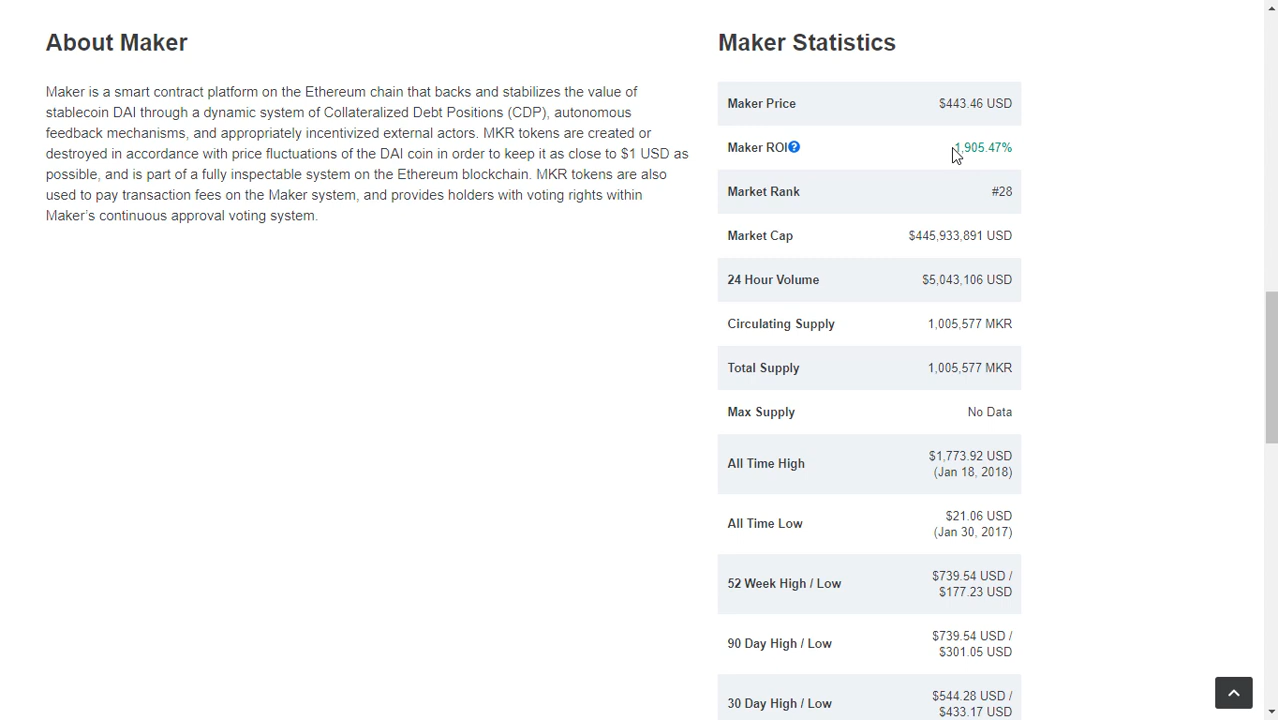 About Maker
Maker is a smart contract platform on the Ethereum chain that backs and stabilizes the value of
stablecoin DAI through a dynamic system of Collateralized Debt Positions (CDP), autonomous
feedback mechanisms, and appropriately incentivized external actors. MKR tokens are created or
destroyed in accordance with price fluctuations of the DAI coin in order to keep it as close to $1 USD as
possible, and is part of a fully inspectable system on the Ethereum blockchain. MKR tokens are also
used to pay transaction fees on the Maker system, and provides holders with voting rights within
Maker’s continuous approval voting system.
Maker Statistics
Maker Price $443.46 USD
Maker ROI ? 1,905.47%
Market Rank #28
Market Cap $445,933,891 USD
24 Hour Volume $5,043,106 USD
Circulating Supply 1,005,577 MKR
Total Supply 1,005,577 MKR
Max Supply No Data
All Time High $1,773.92 USD
(Jan 18, 2018)
All Time Low $21.06 USD
(Jan 30, 2017)
52 Week High / Low $739.54 USD /
$177.23 USD
90 Day High / Low $739.54 USD /
$301.05 USD
30 Day High / Low $544.28 USD /
$433.17 USD